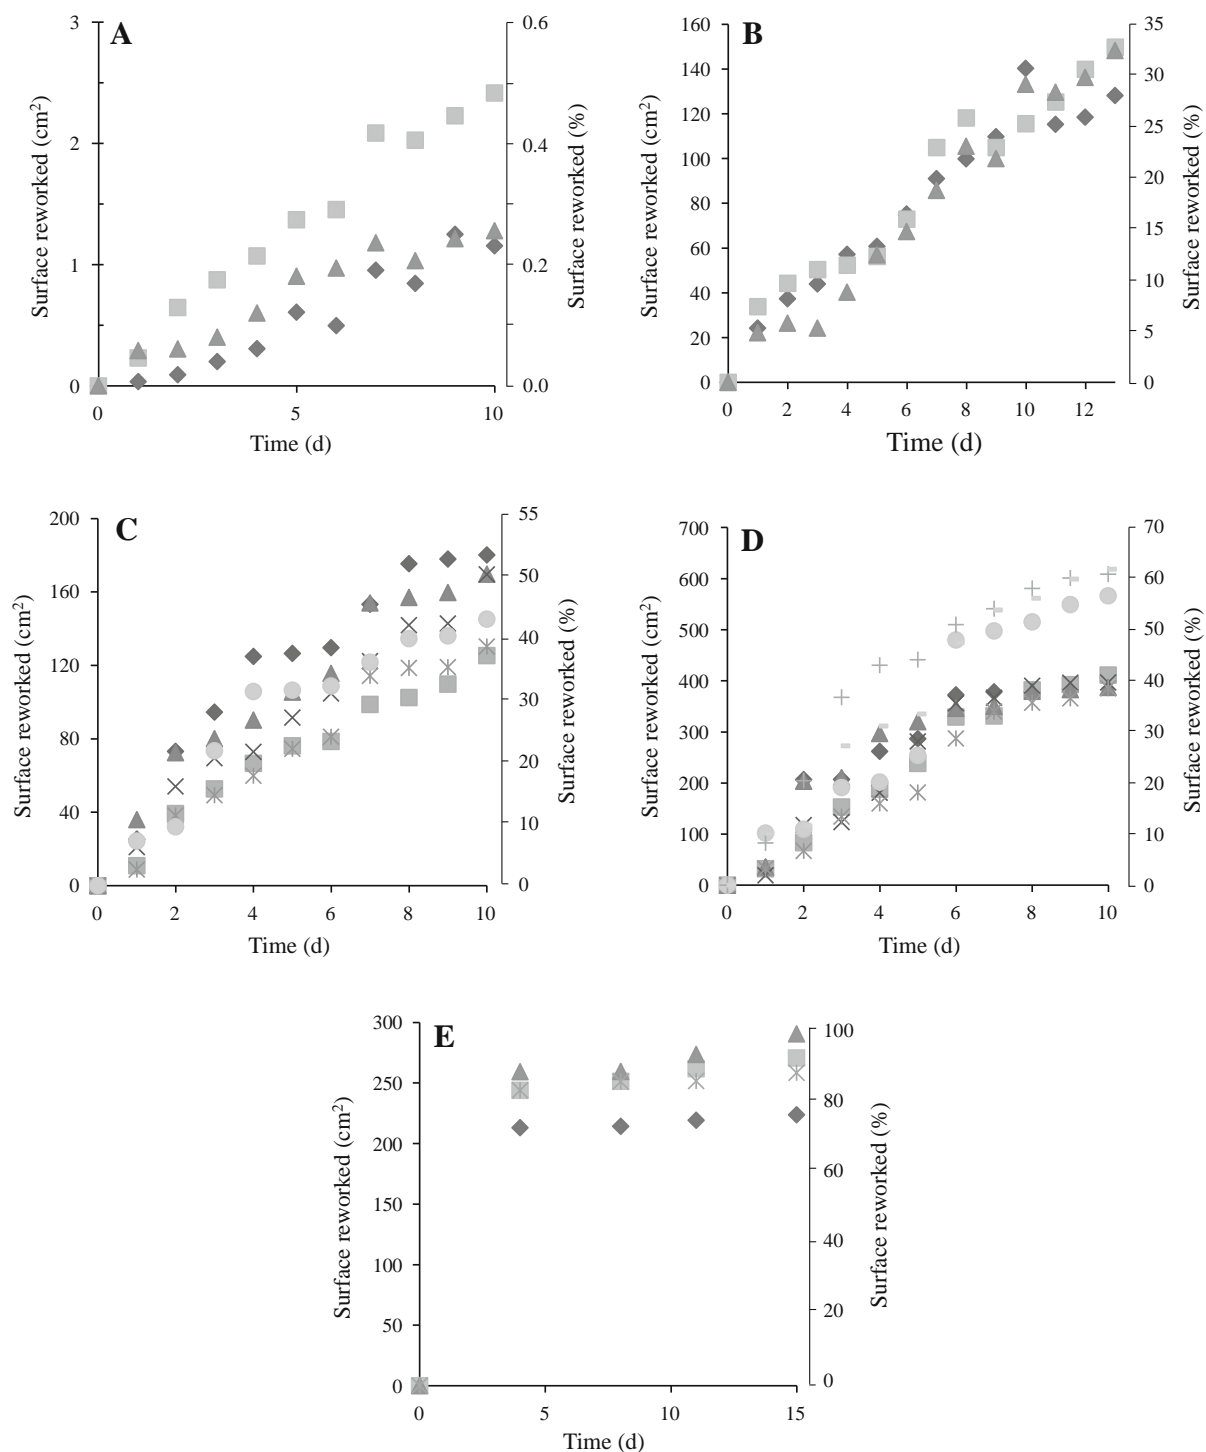 A
3
2
1
0
Surface reworked (cm2)
0.6
0.4
0.2
0.0
Surface reworked (%)
0 5 10
Time (d)
B
160
140
120
100
80
60
40
20
0
Surface reworked (cm2)
35
30
25
20
15
10
5
0
Surface reworked (%)
0 2 4 6 8 10 12
Time (d)
C
200
160
120
80
40
0
Surface reworked (cm2)
55
50
40
30
20
10
0
Surface reworked (%)
0 2 4 6 8 10
Time (d)
D
700
600
500
400
300
200
100
0
Surface reworked (cm2)
70
60
50
40
30
20
10
0
Surface reworked (%)
0 2 4 6 8 10
Time (d)
E
300
250
200
150
100
50
0
Surface reworked (cm2)
100
80
60
40
20
0
Surface reworked (%)
0 5 10 15
Time (d)